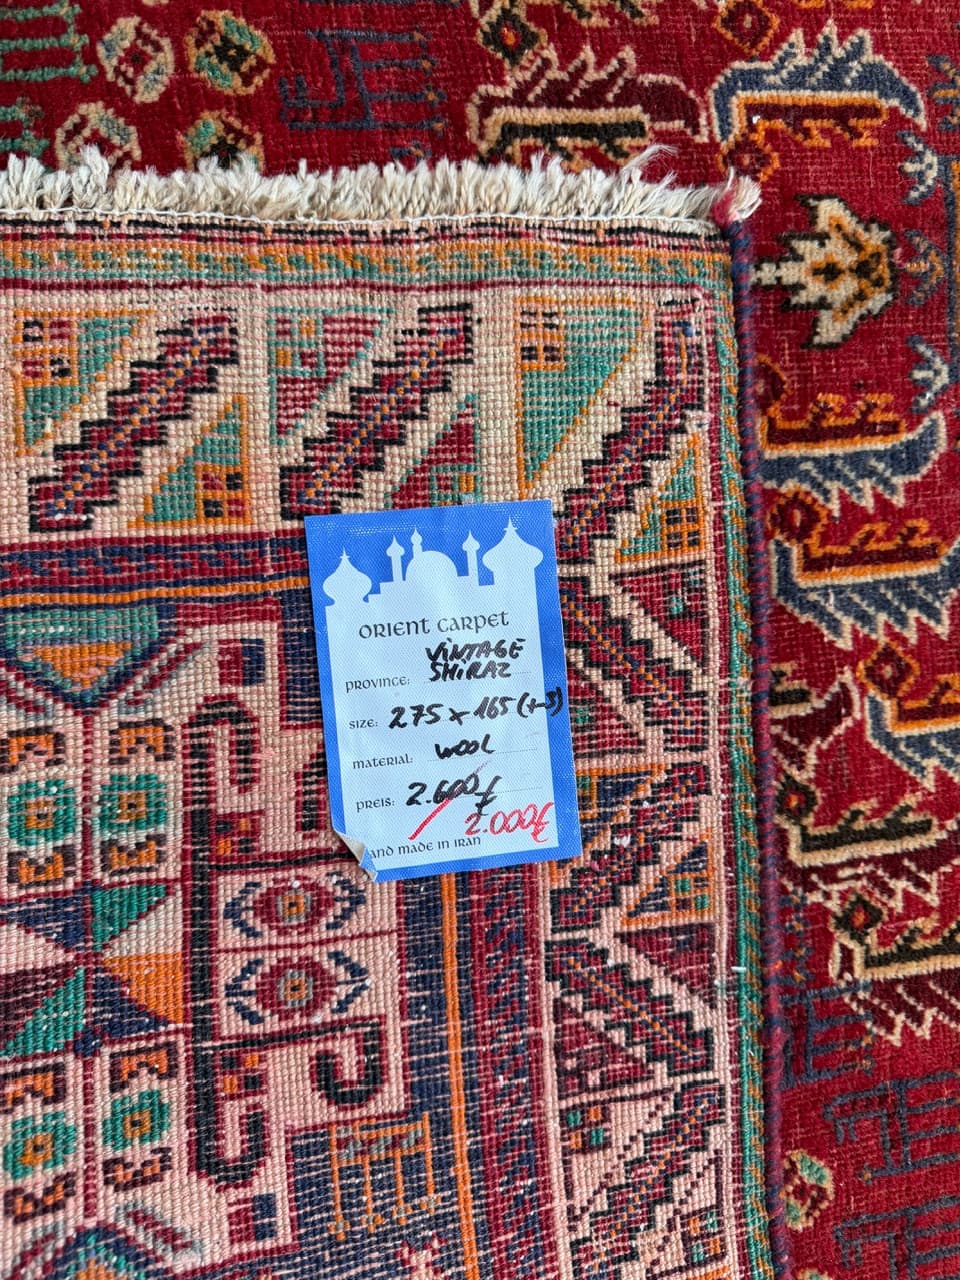 ORIENT CARPET
VINTAGE
PROVINCE: SHIRAZ
SIZE: 275 x 165 (+-5)
MATERIAL: WOOL
PREIS: 2.600
2.000
AND MADE IN IRAN